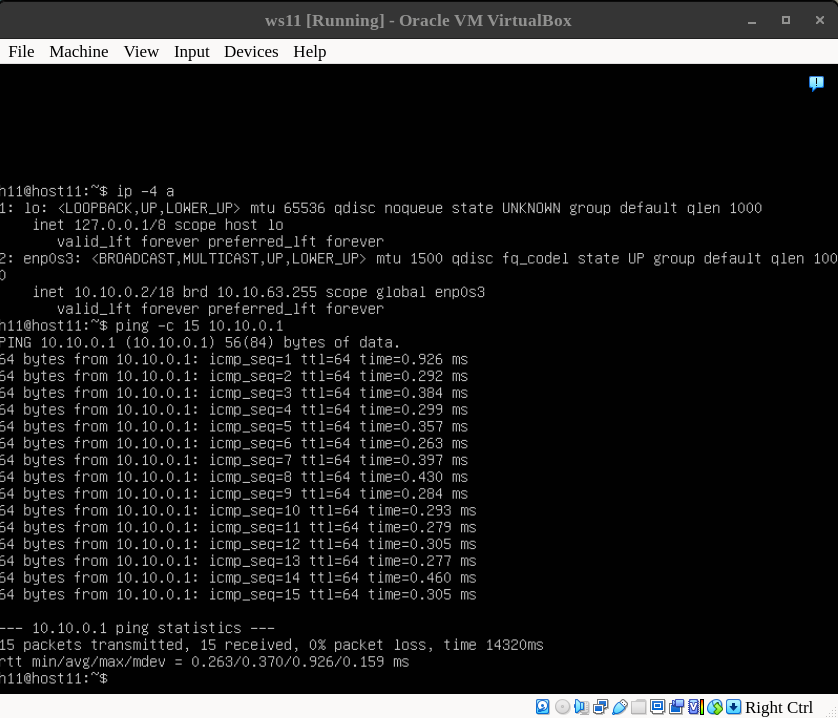 ws11 [Running] - Oracle VM VirtualBox
File Machine View Input Devices Help
h11@host11:~$ ip -4 a
1: lo: <LOOPBACK,UP,LOWER_UP> mtu 65536 qdisc noqueue state UNKNOWN group default qlen 1000
inet 127.0.0.1/8 scope host lo
valid_lft forever preferred_lft forever
2: enp0s3: <BROADCAST,MULTICAST,UP,LOWER_UP> mtu 1500 qdisc fq_codel state UP group default qlen 100
0
inet 10.10.0.2/18 brd 10.10.63.255 scope global enp0s3
valid_lft forever preferred_lft forever
h11@host11:~$ ping -c 15 10.10.0.1
PING 10.10.0.1 (10.10.0.1) 56(84) bytes of data.
64 bytes from 10.10.0.1: icmp_seq=1 ttl=64 time=0.926 ms
64 bytes from 10.10.0.1: icmp_seq=2 ttl=64 time=0.292 ms
64 bytes from 10.10.0.1: icmp_seq=3 ttl=64 time=0.384 ms
64 bytes from 10.10.0.1: icmp_seq=4 ttl=64 time=0.299 ms
64 bytes from 10.10.0.1: icmp_seq=5 ttl=64 time=0.357 ms
64 bytes from 10.10.0.1: icmp_seq=6 ttl=64 time=0.263 ms
64 bytes from 10.10.0.1: icmp_seq=7 ttl=64 time=0.397 ms
64 bytes from 10.10.0.1: icmp_seq=8 ttl=64 time=0.430 ms
64 bytes from 10.10.0.1: icmp_seq=9 ttl=64 time=0.284 ms
64 bytes from 10.10.0.1: icmp_seq=10 ttl=64 time=0.293 ms
64 bytes from 10.10.0.1: icmp_seq=11 ttl=64 time=0.279 ms
64 bytes from 10.10.0.1: icmp_seq=12 ttl=64 time=0.305 ms
64 bytes from 10.10.0.1: icmp_seq=13 ttl=64 time=0.277 ms
64 bytes from 10.10.0.1: icmp_seq=14 ttl=64 time=0.460 ms
64 bytes from 10.10.0.1: icmp_seq=15 ttl=64 time=0.305 ms
--- 10.10.0.1 ping statistics ---
15 packets transmitted, 15 received, 0% packet loss, time 14320ms
rtt min/avg/max/mdev = 0.263/0.370/0.926/0.159 ms
h11@host11:~$
Right Ctrl